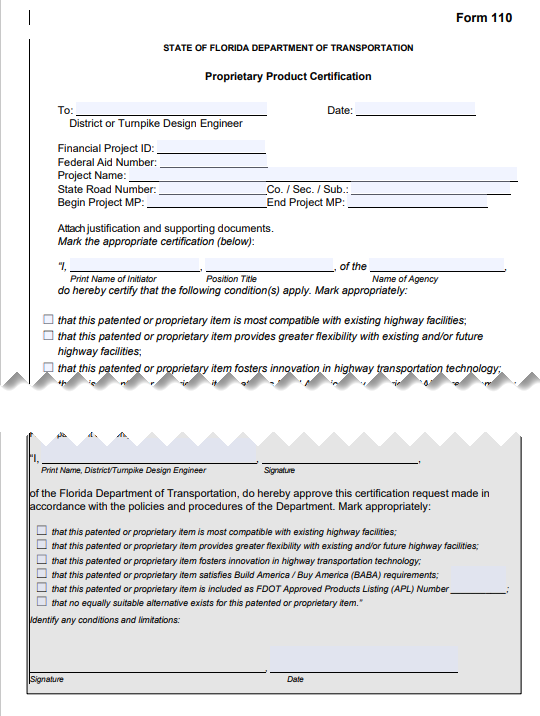 Form 110
STATE OF FLORIDA DEPARTMENT OF TRANSPORTATION
Proprietary Product Certification
To: Date:
District or Turnpike Design Engineer
Financial Project ID:
Federal Aid Number:
Project Name:
State Road Number: Co. / Sec. / Sub.:
Begin Project MP: End Project MP:
Attach justification and supporting documents.
Mark the appropriate certification (below):
"I, , , of the ,
Print Name of Initiator Position Title Name of Agency
do hereby certify that the following condition(s) apply. Mark appropriately:
that this patented or proprietary item is most compatible with existing highway facilities;
that this patented or proprietary item provides greater flexibility with existing and/or future
highway facilities;
that this patented or proprietary item fosters innovation in highway transportation technology;
"I, , ,
Print Name, District/Turnpike Design Engineer Signature
of the Florida Department of Transportation, do hereby approve this certification request made in
accordance with the policies and procedures of the Department. Mark appropriately:
that this patented or proprietary item is most compatible with existing highway facilities;
that this patented or proprietary item provides greater flexibility with existing and/or future highway facilities;
that this patented or proprietary item fosters innovation in highway transportation technology;
that this patented or proprietary item satisfies Build America / Buy America (BABA) requirements;
that this patented or proprietary item is included as FDOT Approved Products Listing (APL) Number ;
that no equally suitable alternative exists for this patented or proprietary item."
Identify any conditions and limitations:
,
Signature Date